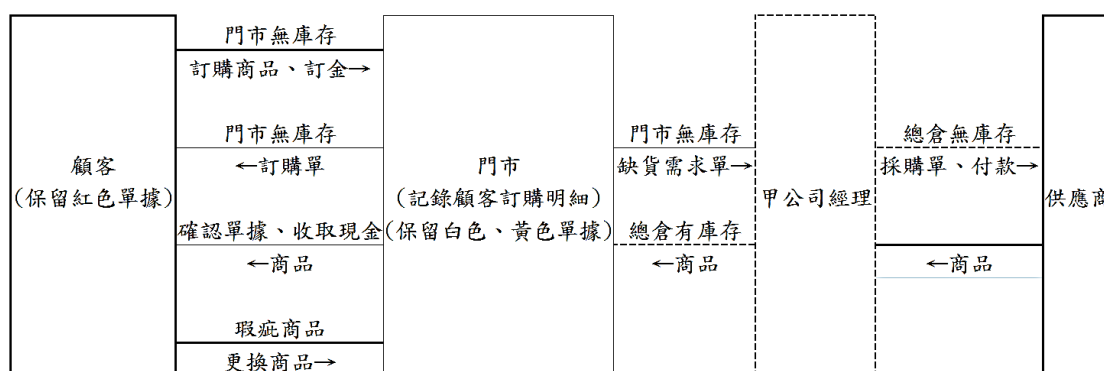 門市無庫存
訂購商品、訂金→
門市無庫存
←訂購單
確認單據、收取現金
←商品
瑕疵商品
更換商品→
顧客
(保留紅色單據)
門市
(記錄顧客訂購明細)
(保留白色、黃色單據)
門市無庫存
缺貨需求單→
總倉有庫存
←商品
甲公司經理
總倉無庫存
採購單、付款→
←商品
供應商